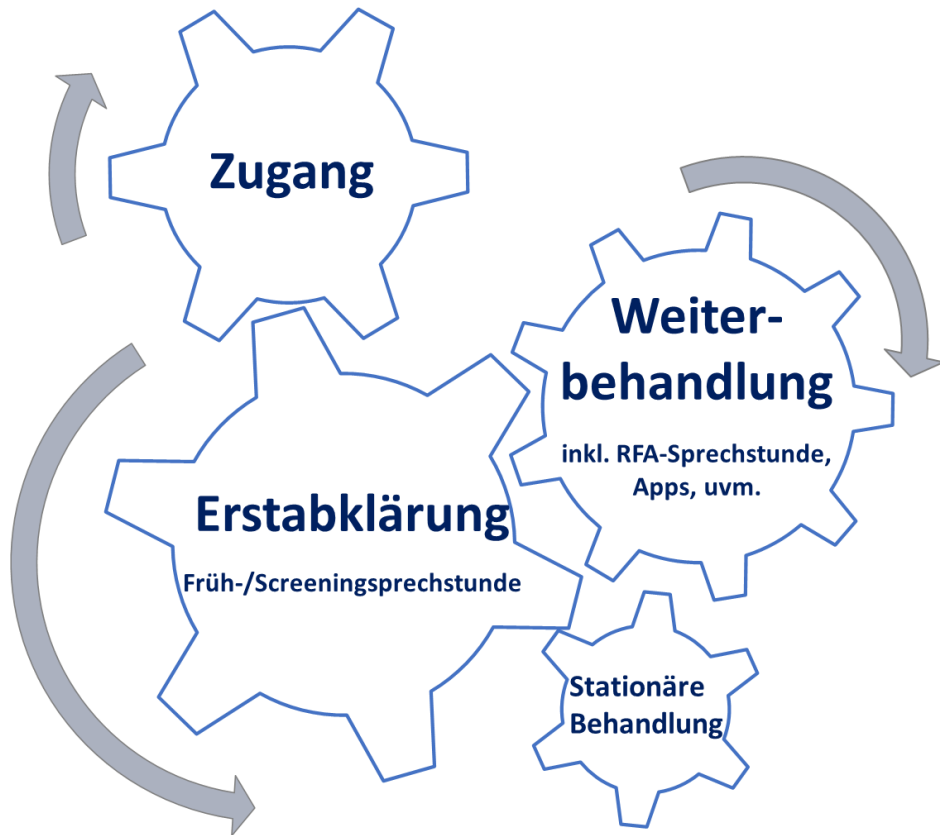 Zugang
Weiter-
behandlung
inkl. RFA-Sprechstunde,
Apps, uvm.
Erstabklärung
Früh-/Screeningsprechstunde
Stationäre
Behandlung